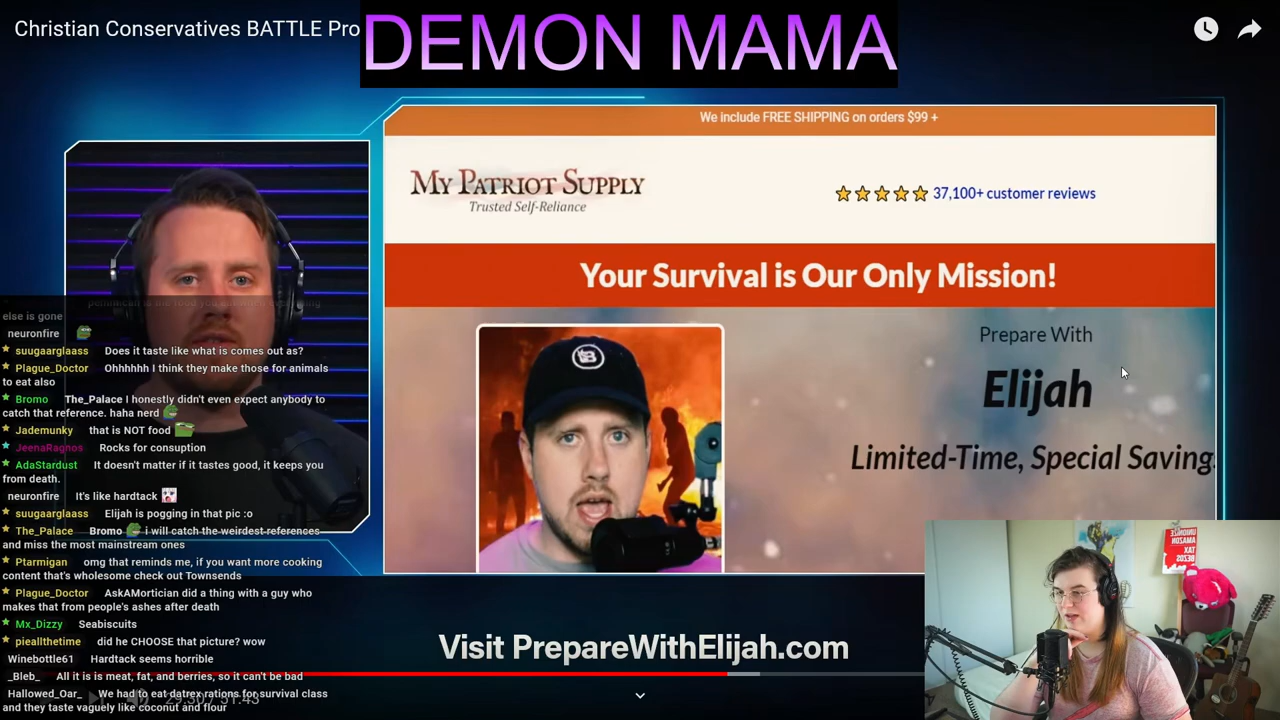 Christian Conservatives BATTLE Pro
DEMON MAMA
We include FREE SHIPPING on orders $99 +
MY PATRIOT SUPPLY
Trusted Self-Reliance
37,100+ customer reviews
Your Survival is Our Only Mission!
Prepare With
Elijah
Limited-Time, Special Saving
else is gone
neuronfire
suugaarglaass Does it taste like what is comes out as?
Plague_Doctor Ohhhhhh I think they make those for animals
to eat also
Bromo The_Palace I honestly didn't even expect anybody to
catch that reference. haha nerd
Jademunky that is NOT food
JeenaRagnos Rocks for consuption
AdaStardust It doesn't matter if it tastes good, it keeps you
from death.
neuronfire It's like hardtack
suugaarglaass Elijah is pogging in that pic :o
The_Palace Bromo i will catch the weirdest references
and miss the most mainstream ones
Ptarmigan omg that reminds me, if you want more cooking
content that's wholesome check out Townsends
Plague_Doctor AskAMortician did a thing with a guy who
makes that from people's ashes after death
Mx_Dizzy Seabiscuits
pieallthetime did he CHOOSE that picture? wow
Winebottle61 Hardtack seems horrible
_Bleb_ All it is is meat, fat, and berries, so it can't be bad
Hallowed_Oar_ We had to eat datrex rations for survival class
and they taste vaguely like coconut and flour
Visit PrepareWithElijah.com
AMAZON
TAX
BEZOS